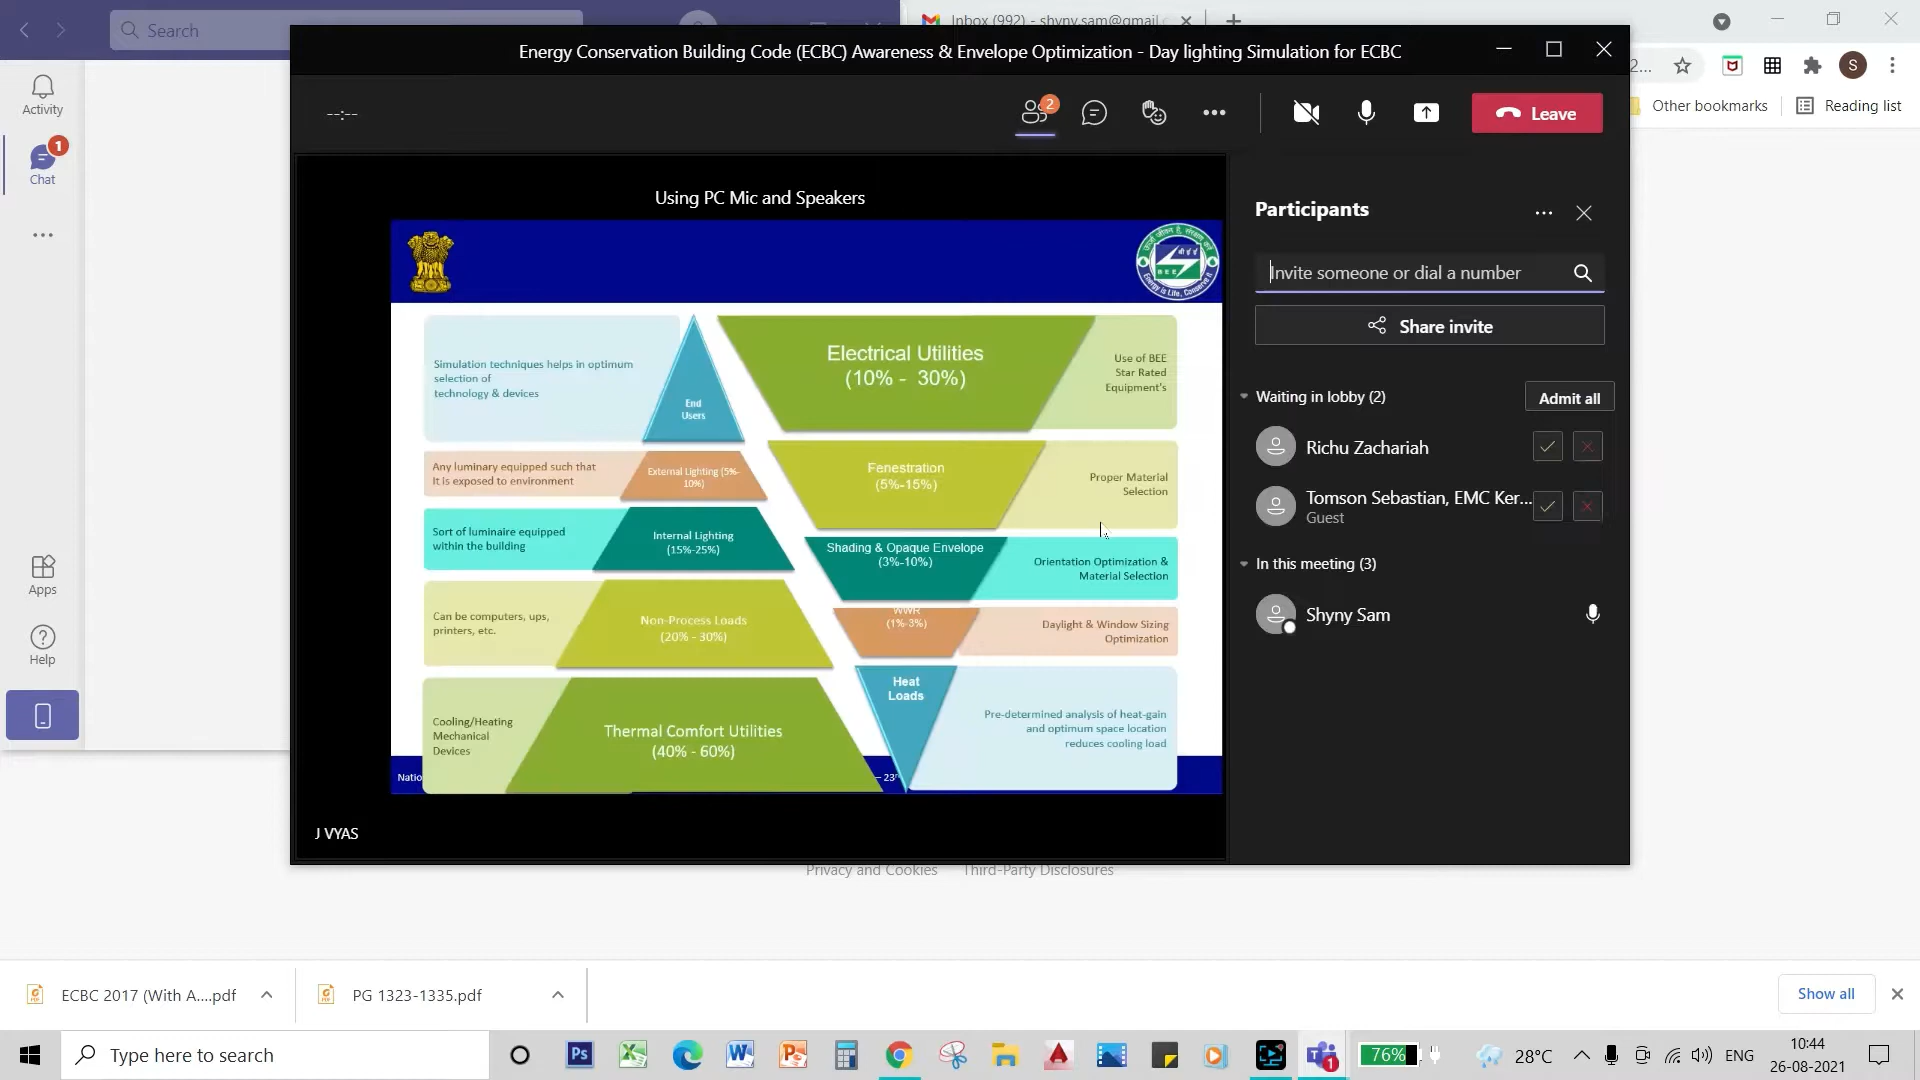 Search
Inbox (992) - shyny.sam@gmail.c
Energy Conservation Building Code (ECBC) Awareness & Envelope Optimization - Day lighting Simulation for ECBC
2...
S
Other bookmarks
Reading list
Activity
1
Chat
Apps
Help
--:--
2
Leave
Using PC Mic and Speakers
Simulation techniques helps in optimum
selection of
technology & devices
End
Users
Electrical Utilities
(10% - 30%)
Use of BEE
Star Rated
Equipment's
Any luminary equipped such that
It is exposed to environment
External Lighting (5%-
10%)
Fenestration
(5%-15%)
Proper Material
Selection
Sort of luminaire equipped
within the building
Internal Lighting
(15%-25%)
Shading & Opaque Envelope
(3%-10%)
Orientation Optimization &
Material Selection
Can be computers, ups,
printers, etc.
Non-Process Loads
(20% - 30%)
WWR
(1%-3%)
Daylight & Window Sizing
Optimization
Cooling/Heating
Mechanical
Devices
Thermal Comfort Utilities
(40% - 60%)
Heat
Loads
Pre-determined analysis of heat-gain
and optimum space location
reduces cooling load
Natio
– 23
J VYAS
Participants
Invite someone or dial a number
Share invite
Waiting in lobby (2)
Admit all
Richu Zachariah
Tomson Sebastian, EMC Ker...
Guest
In this meeting (3)
Shyny Sam
Privacy and Cookies
Third-Party Disclosures
ECBC 2017 (With A....pdf
PG 1323-1335.pdf
Show all
Type here to search
76%
28°C
ENG
10:44
26-08-2021